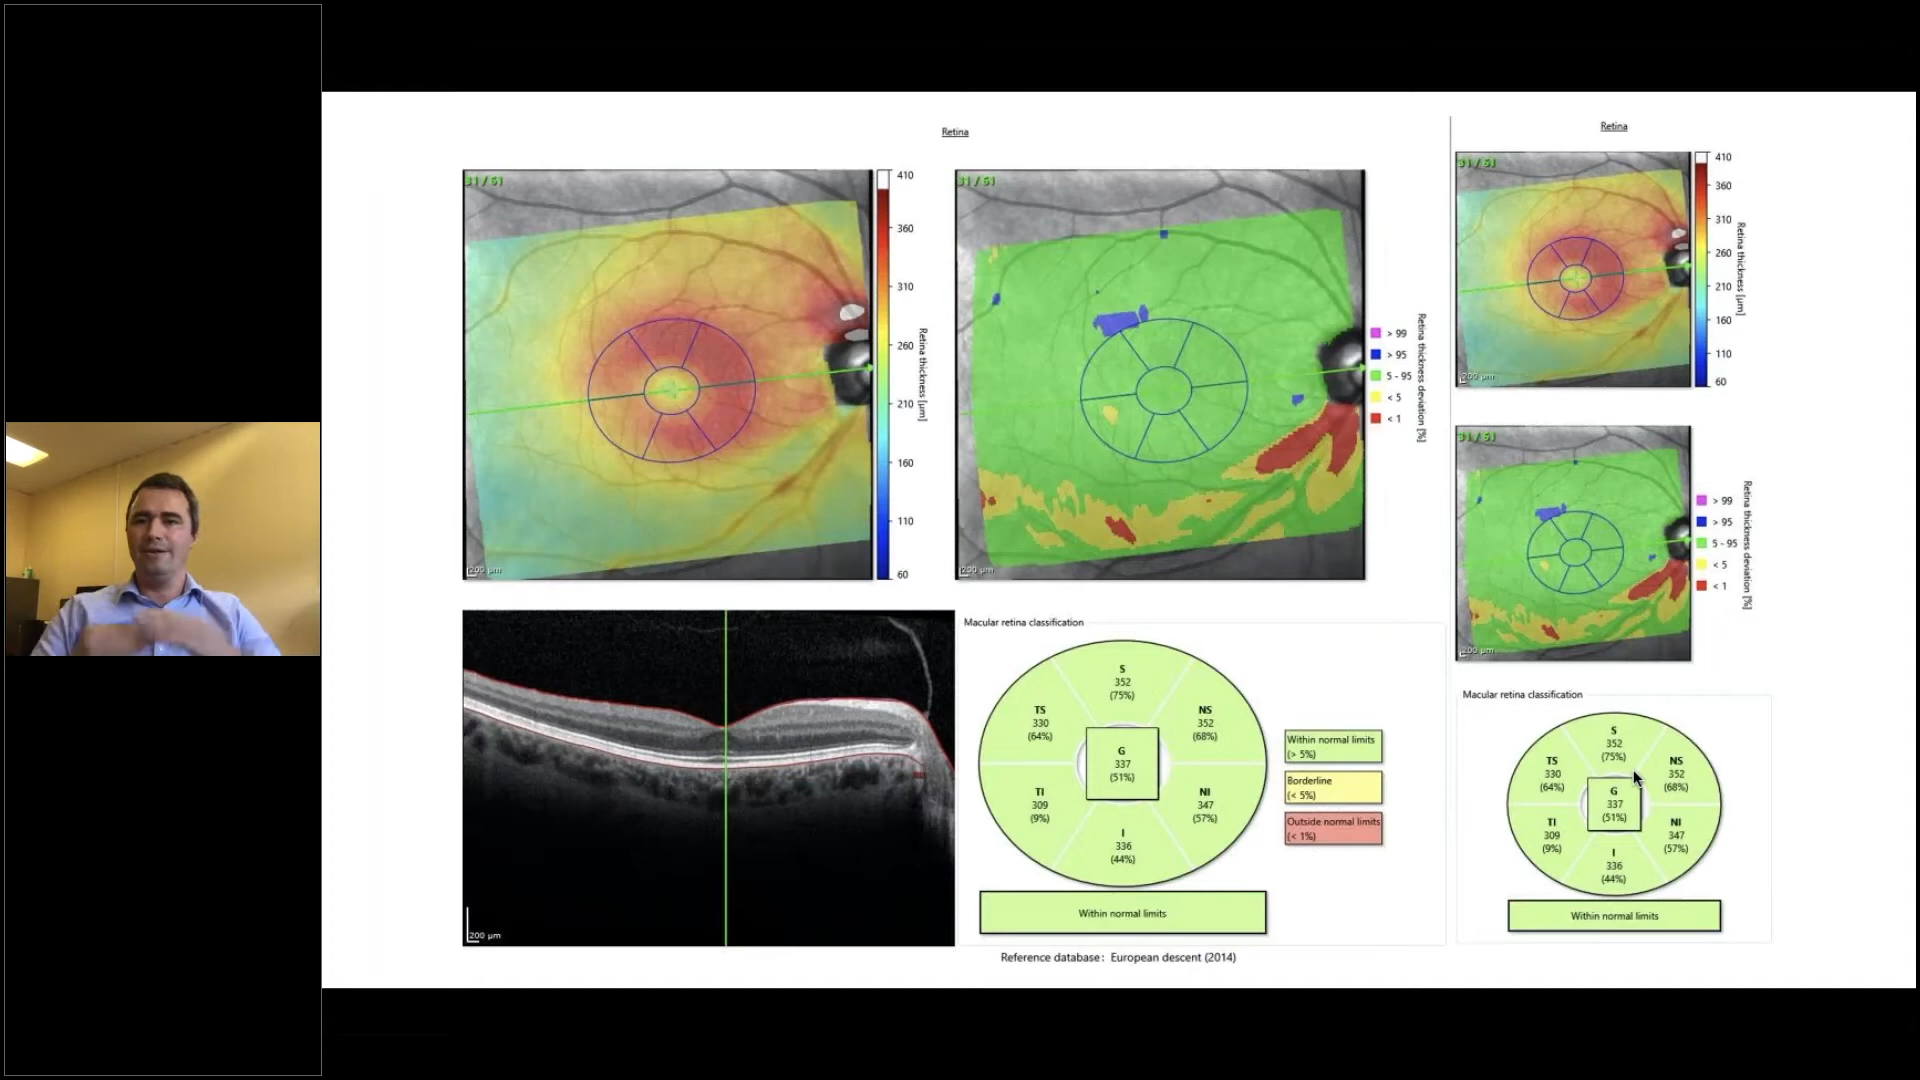 Retina
31 / 61
410
360
310
260
210
160
110
60
Retina thickness [µm]
200 µm
31 / 61
> 99
> 95
5 - 95
< 5
< 1
Retina thickness deviation [%]
200 µm
200 µm
Macular retina classification
S
352
(75%)
TS
330
(64%)
NS
352
(68%)
G
337
(51%)
TI
309
(9%)
NI
347
(57%)
I
336
(44%)
Within normal limits
(> 5%)
Borderline
(< 5%)
Outside normal limits
(< 1%)
Within normal limits
Reference database: European descent (2014)
Retina
31 / 61
410
360
310
260
210
160
110
60
Retina thickness [µm]
200 µm
31 / 61
> 99
> 95
5 - 95
< 5
< 1
Retina thickness deviation [%]
200 µm
Macular retina classification
S
352
(75%)
TS
330
(64%)
NS
352
(68%)
G
337
(51%)
TI
309
(9%)
NI
347
(57%)
I
336
(44%)
Within normal limits